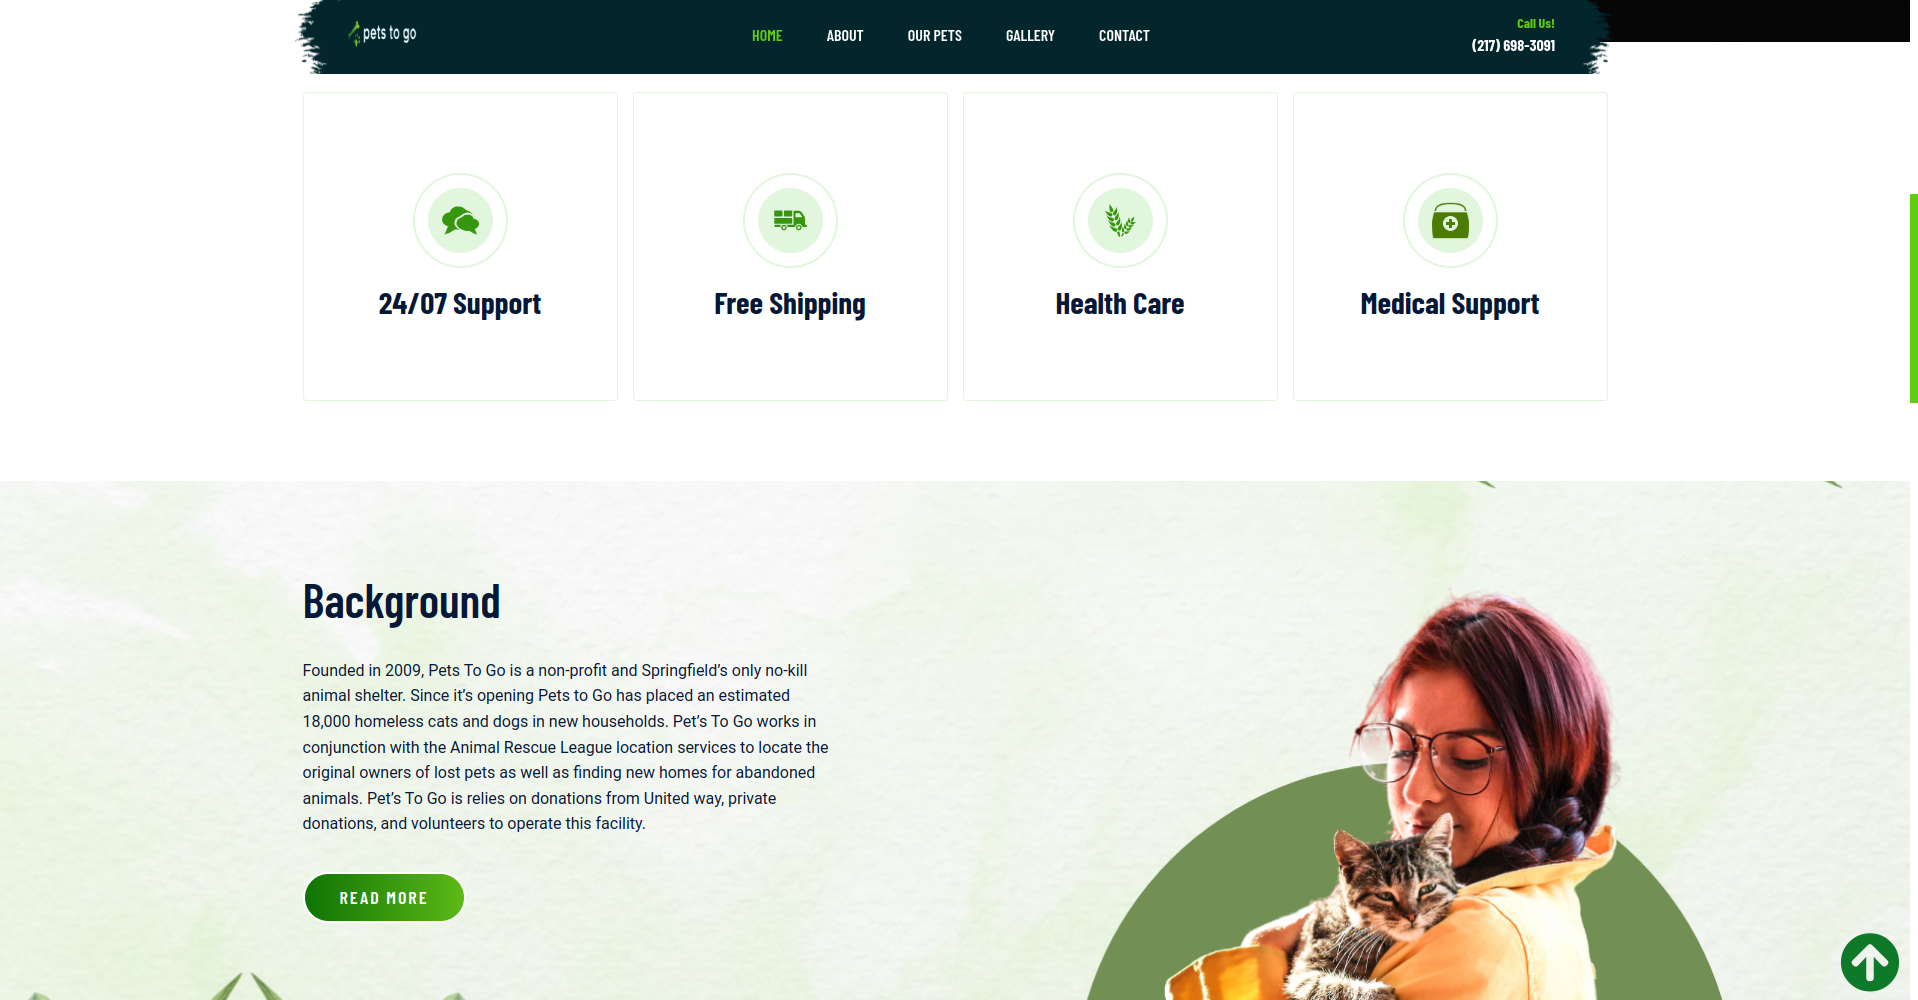 pets to go
HOME
ABOUT
OUR PETS
GALLERY
CONTACT
Call Us!
(217) 698-3091
24/07 Support
Free Shipping
Health Care
Medical Support
Background
Founded in 2009, Pets To Go is a non-profit and Springfield’s only no-kill
animal shelter. Since it’s opening Pets to Go has placed an estimated
18,000 homeless cats and dogs in new households. Pet’s To Go works in
conjunction with the Animal Rescue League location services to locate the
original owners of lost pets as well as finding new homes for abandoned
animals. Pet’s To Go is relies on donations from United way, private
donations, and volunteers to operate this facility.
READ MORE